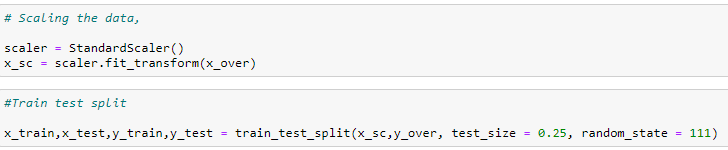 # Scaling the data,
scaler = StandardScaler()
x_sc = scaler.fit_transform(x_over)
#Train test split
x_train,x_test,y_train,y_test = train_test_split(x_sc,y_over, test_size = 0.25, random_state = 111)